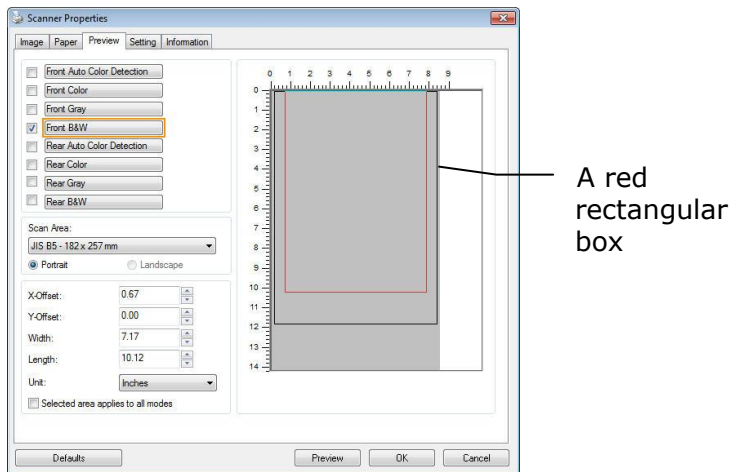 Scanner Properties
Image Paper Preview Setting Information
Front Auto Color Detection
Front Color
Front Gray
Front B&W
Rear Auto Color Detection
Rear Color
Rear Gray
Rear B&W
Scan Area:
JIS B5 - 182 x 257 mm
Portrait Landscape
X-Offset: 0.67
Y-Offset: 0.00
Width: 7.17
Length: 10.12
Unit: Inches
Selected area applies to all modes
0 1 2 3 4 5 6 7 8 9
0
1
2
3
4
5
6
7
8
9
10
11
12
13
14
A red
rectangular
box
Defaults Preview OK Cancel